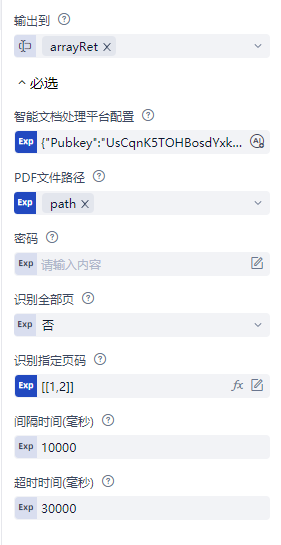 输出到
arrayRet ×
必选
智能文档处理平台配置
Exp {"Pubkey":"UsCqnK5TOHBosdYxk...
PDF文件路径
Exp path ×
密码
Exp 请输入内容
识别全部页
Exp 否
识别指定页码
Exp [[1,2]] fx
间隔时间(毫秒)
Exp 10000
超时时间(毫秒)
Exp 30000